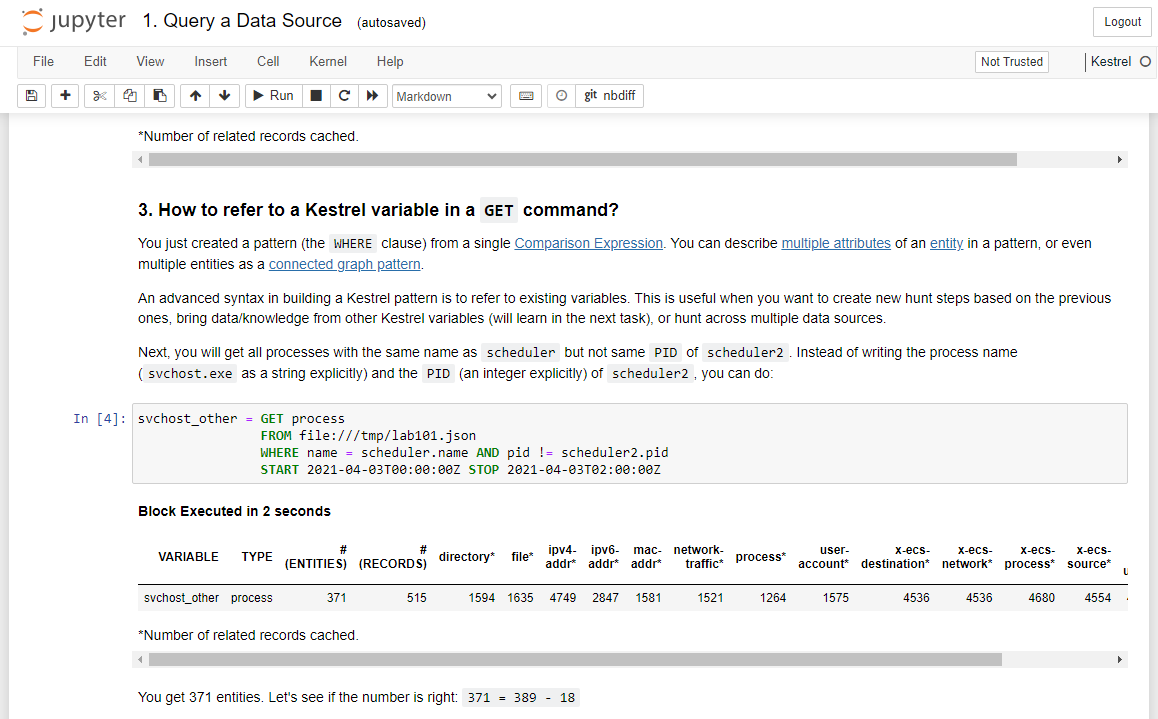 jupyter 1. Query a Data Source (autosaved) Logout
File Edit View Insert Cell Kernel Help Not Trusted Kestrel
Run Markdown git nbdiff
*Number of related records cached.
3. How to refer to a Kestrel variable in a GET command?
You just created a pattern (the WHERE clause) from a single Comparison Expression. You can describe multiple attributes of an entity in a pattern, or even
multiple entities as a connected graph pattern.
An advanced syntax in building a Kestrel pattern is to refer to existing variables. This is useful when you want to create new hunt steps based on the previous
ones, bring data/knowledge from other Kestrel variables (will learn in the next task), or hunt across multiple data sources.
Next, you will get all processes with the same name as scheduler but not same PID of scheduler2. Instead of writing the process name
(svchost.exe as a string explicitly) and the PID (an integer explicitly) of scheduler2, you can do:
In [4]: svchost_other = GET process
FROM file:///tmp/lab101.json
WHERE name = scheduler.name AND pid != scheduler2.pid
START 2021-04-03T00:00:00Z STOP 2021-04-03T02:00:00Z
Block Executed in 2 seconds
VARIABLE TYPE # (ENTITIES) # (RECORDS) directory* file* ipv4-addr* ipv6-addr* mac-addr* network-traffic* process* user-account* x-ecs-destination* x-ecs-network* x-ecs-process* x-ecs-source*
svchost_other process 371 515 1594 1635 4749 2847 1581 1521 1264 1575 4536 4536 4680 4554
*Number of related records cached.
You get 371 entities. Let's see if the number is right: 371 = 389 - 18